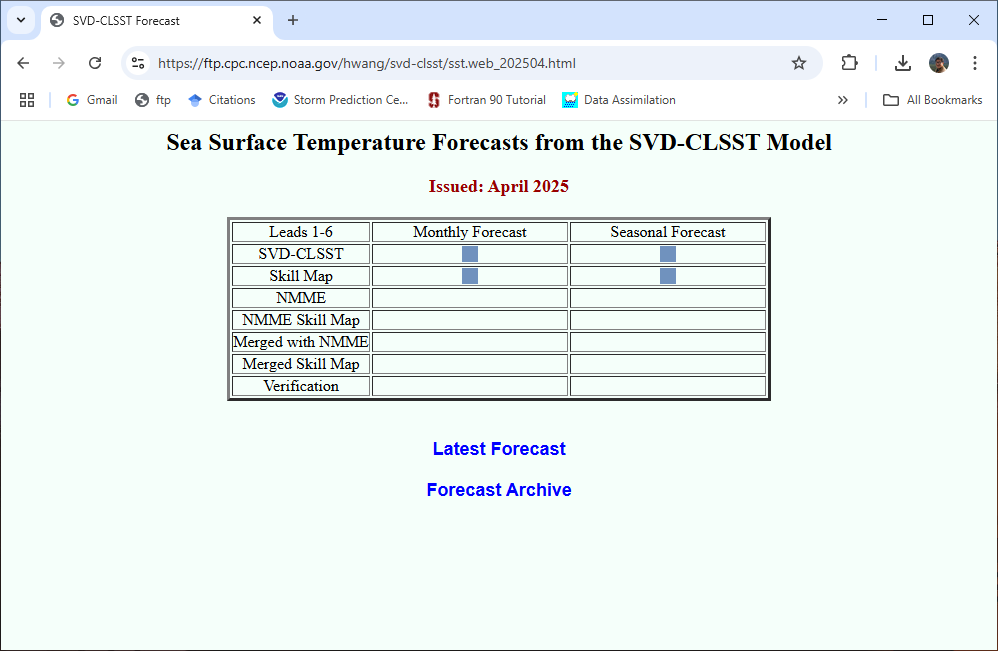 SVD-CLSST Forecast
https://ftp.cpc.ncep.noaa.gov/hwang/svd-clsst/sst.web_202504.html
Gmail ftp Citations Storm Prediction Ce... Fortran 90 Tutorial Data Assimilation » All Bookmarks
Sea Surface Temperature Forecasts from the SVD-CLSST Model
Issued: April 2025
Leads 1-6 Monthly Forecast Seasonal Forecast
SVD-CLSST
Skill Map
NMME
NMME Skill Map
Merged with NMME
Merged Skill Map
Verification
Latest Forecast
Forecast Archive